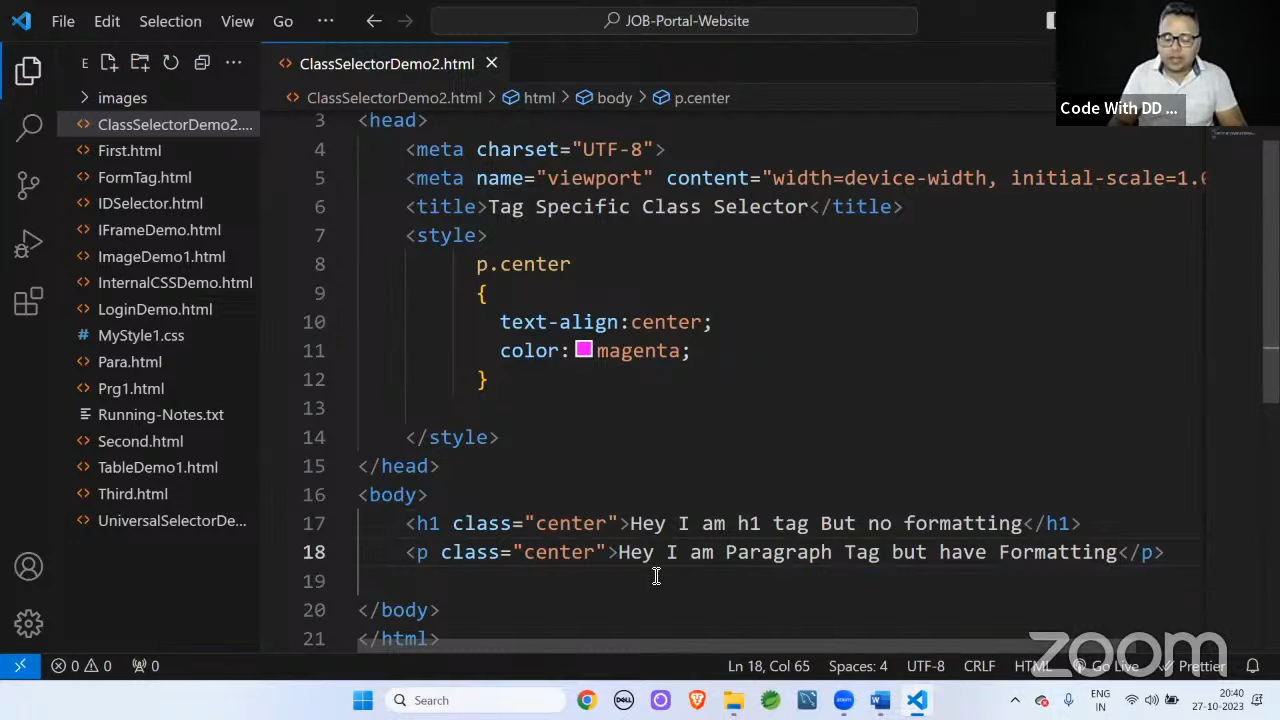 File Edit Selection View Go ··· JOB-Portal-Website
E ···
ClassSelectorDemo2.html
ClassSelectorDemo2.html > html > body > p.center
Code With DD ...
images
ClassSelectorDemo2....
First.html
FormTag.html
IDSelector.html
IFrameDemo.html
ImageDemo1.html
InternalCSSDemo.html
LoginDemo.html
MyStyle1.css
Para.html
Prg1.html
Running-Notes.txt
Second.html
TableDemo1.html
Third.html
UniversalSelectorDe...
3 <head>
4 <meta charset="UTF-8">
5 <meta name="viewport" content="width=device-width, initial-scale=1.0
6 <title>Tag Specific Class Selector</title>
7 <style>
8 p.center
9 {
10 text-align:center;
11 color:magenta;
12 }
13
14 </style>
15 </head>
16 <body>
17 <h1 class="center">Hey I am h1 tag But no formatting</h1>
18 <p class="center">Hey I am Paragraph Tag but have Formatting</p>
19
20 </body>
21 </html>
zoom
0 0 0 Ln 18, Col 65 Spaces: 4 UTF-8 CRLF HTML Go Live Prettier
Search
DELL
zoom
W
ENG
IN
20:40
27-10-2023